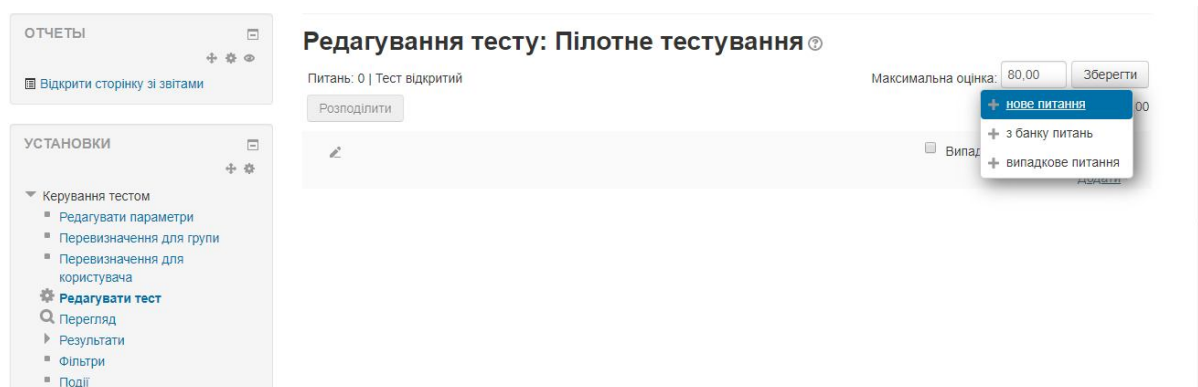 ОТЧЕТЫ
Відкрити сторінку зі звітами
УСТАНОВКИ
Керування тестом
Редагувати параметри
Перевизначення для групи
Перевизначення для
користувача
Редагувати тест
Перегляд
Результати
Фільтри
Події
Редагування тесту: Пілотне тестування
Питань: 0 | Тест відкритий
Максимальна оцінка: 80,00 Зберегти
Розподілити
00
нове питання
з банку питань
випадкове питання
Додати